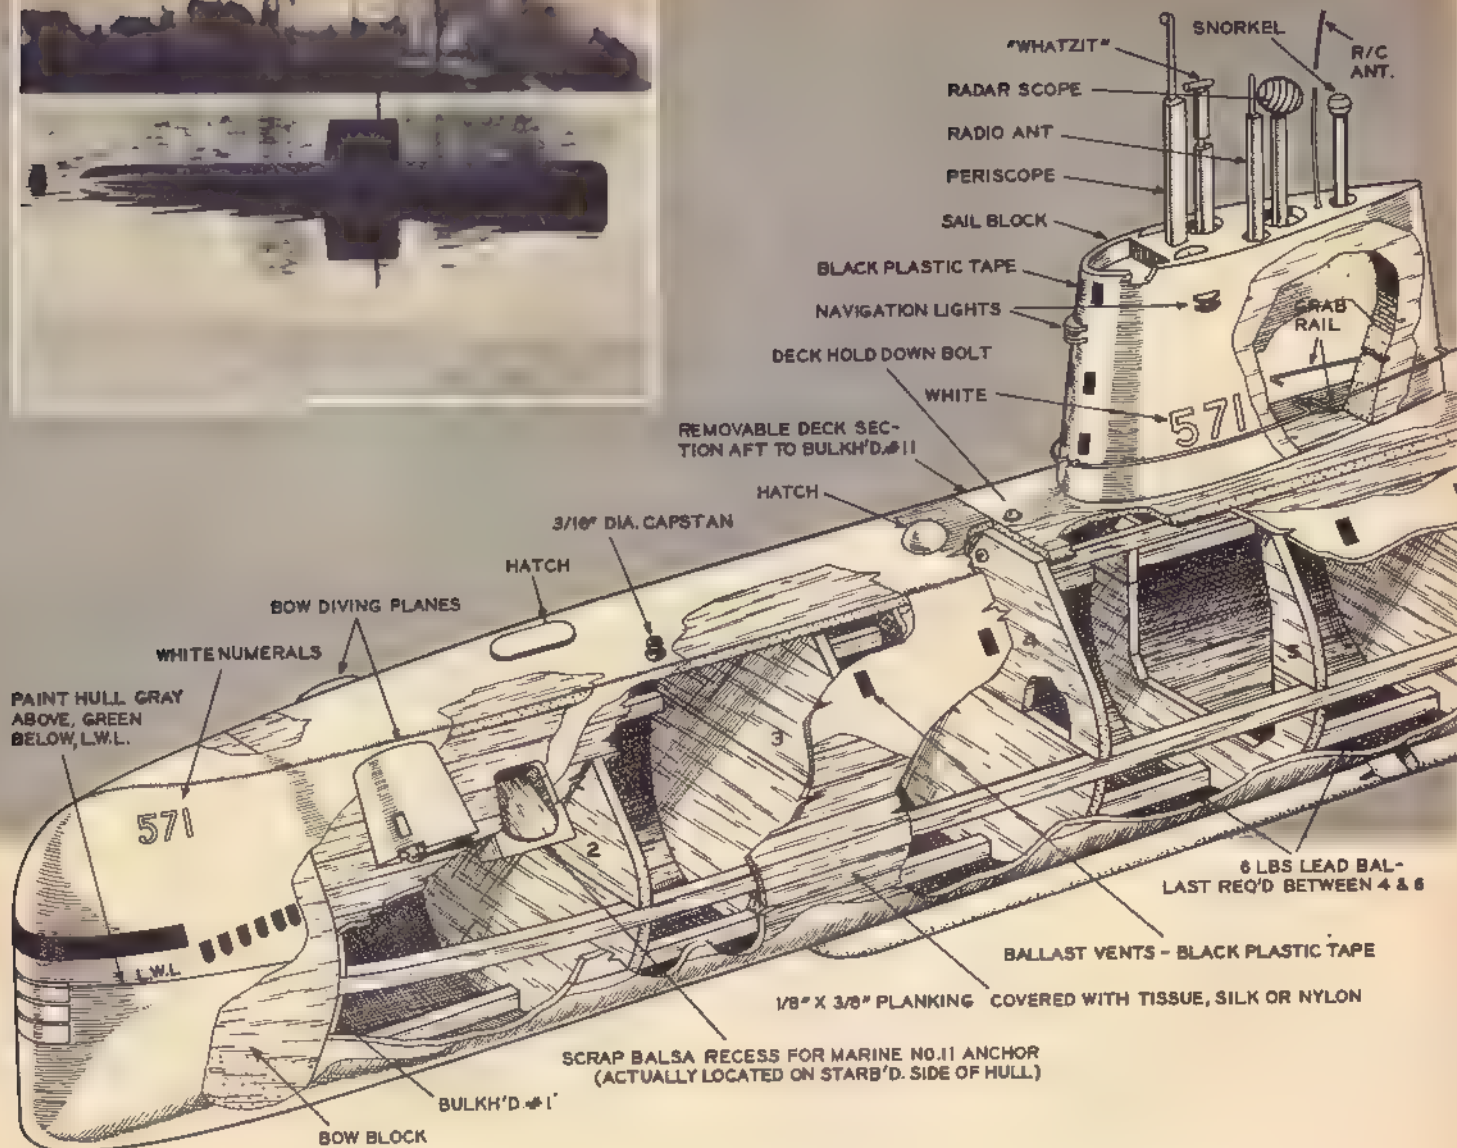 "WHATZIT"
SNORKEL
R/C
ANT.
RADAR SCOPE
RADIO ANT
PERISCOPE
SAIL BLOCK
BLACK PLASTIC TAPE
NAVIGATION LIGHTS
GRAB
RAIL
DECK HOLD DOWN BOLT
WHITE
571
REMOVABLE DECK SEC-
TION AFT TO BULKH'D.#11
HATCH
3/16" DIA. CAPSTAN
HATCH
BOW DIVING PLANES
WHITE NUMERALS
PAINT HULL GRAY
ABOVE, GREEN
BELOW, L.W.L.
571
2
3
5
L.W.L.
6 LBS LEAD BAL-
LAST REQ'D BETWEEN 4 & 6
BALLAST VENTS - BLACK PLASTIC TAPE
1/8" X 3/8" PLANKING COVERED WITH TISSUE, SILK OR NYLON
SCRAP BALSA RECESS FOR MARINE NO.11 ANCHOR
(ACTUALLY LOCATED ON STARB'D. SIDE OF HULL)
BULKH'D.#1
BOW BLOCK